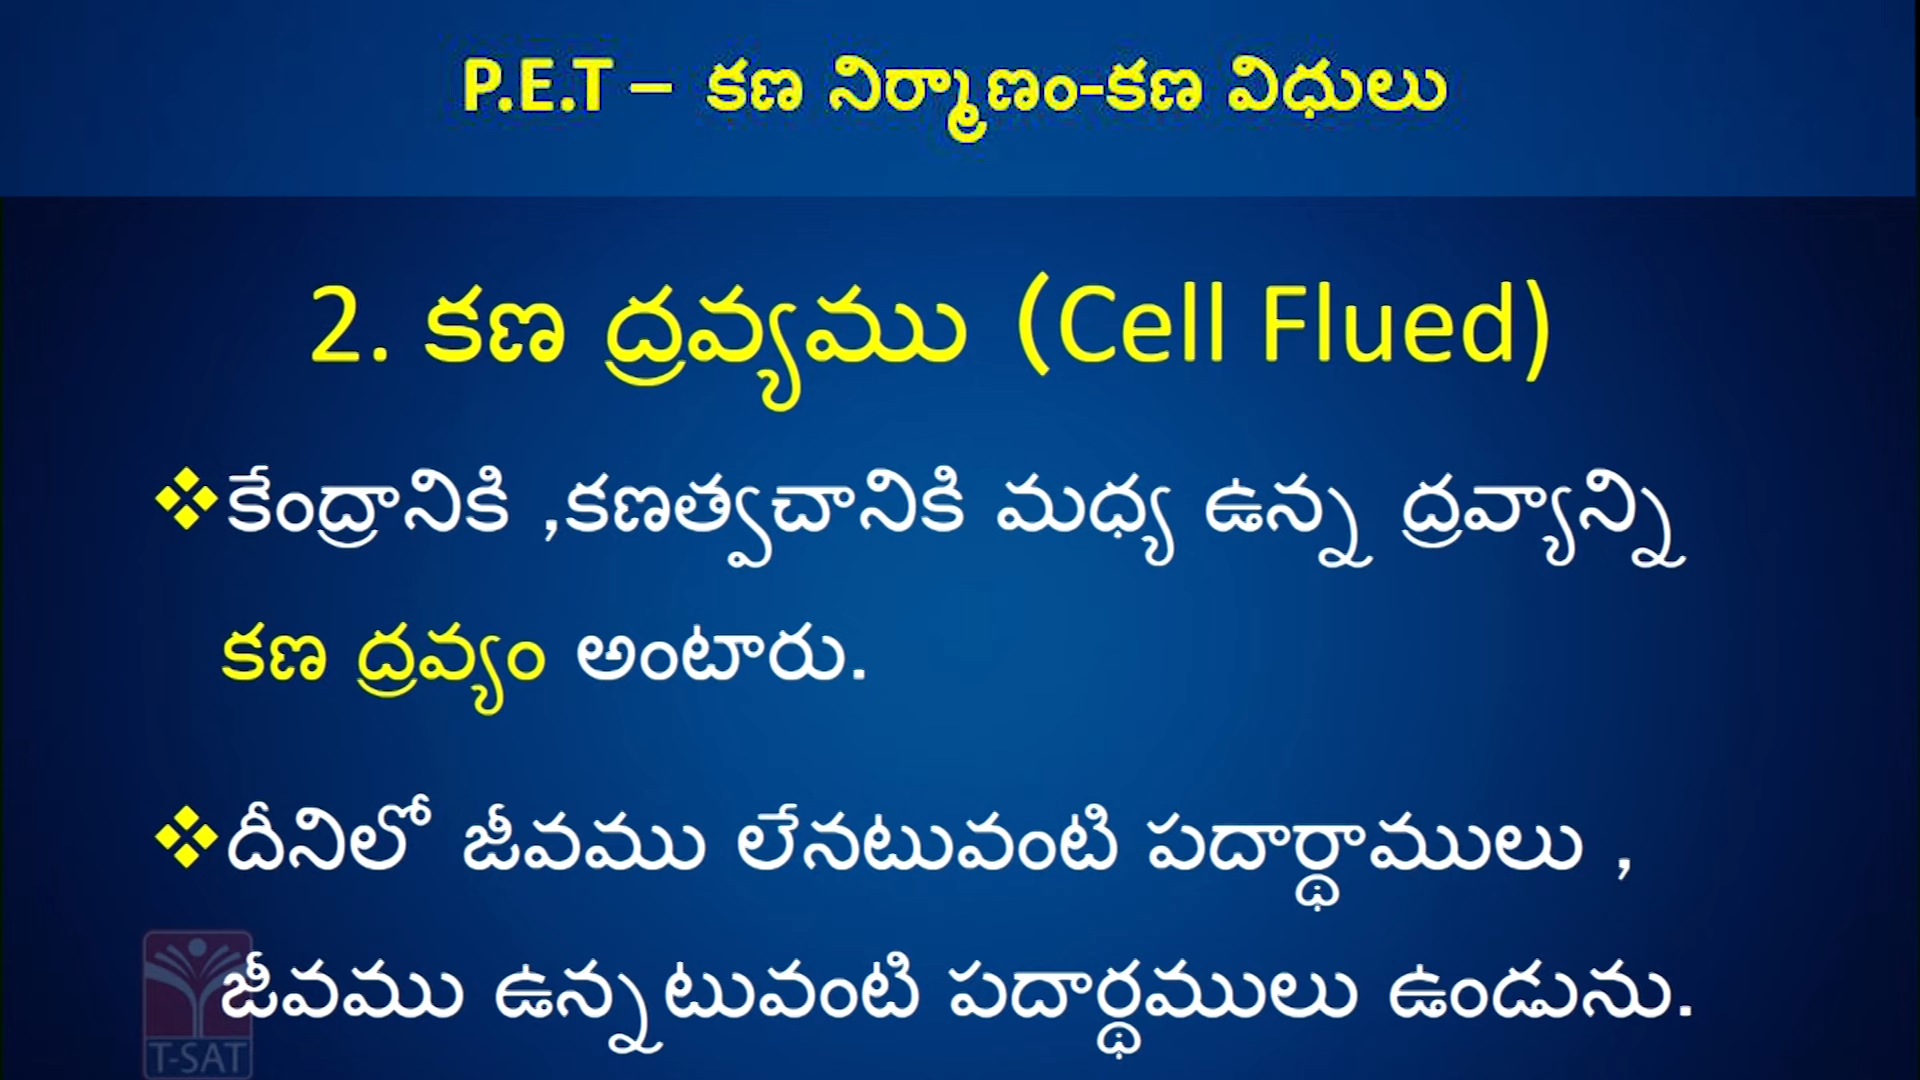 P.E.T – కణ నిర్మాణం-కణ విధులు
2. కణ ద్రవ్యము (Cell Flued)
❖కేంద్రానికి ,కణత్వచానికి మధ్య ఉన్న ద్రవ్యాన్ని
కణ ద్రవ్యం అంటారు.
❖దీనిలో జీవము లేనటువంటి పదార్థాములు ,
జీవము ఉన్నటువంటి పదార్థములు ఉండును.
T-SAT